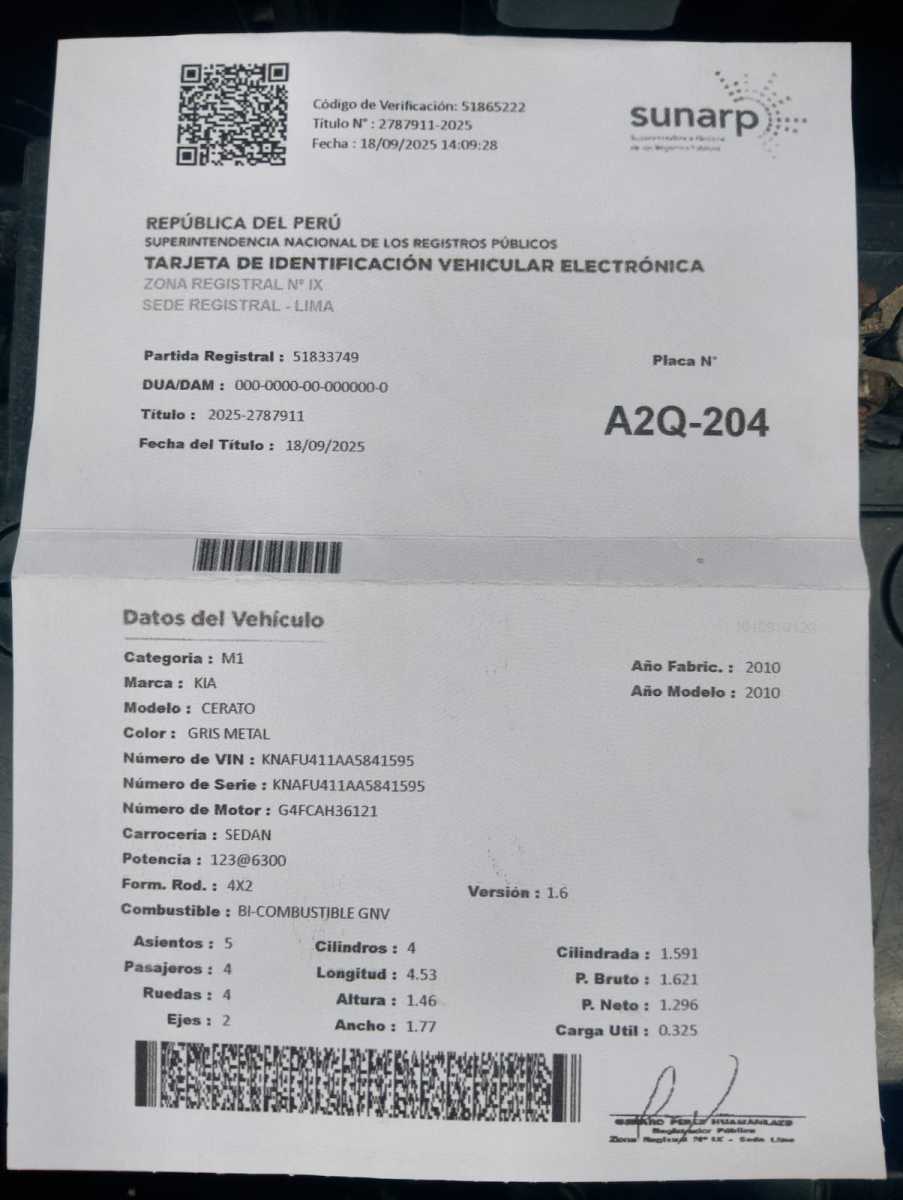 Código de Verificación: 51865222
Título N° : 2787911-2025
Fecha : 18/09/2025 14:09:28
sunarp
REPÚBLICA DEL PERÚ
SUPERINTENDENCIA NACIONAL DE LOS REGISTROS PÚBLICOS
TARJETA DE IDENTIFICACIÓN VEHICULAR ELECTRÓNICA
ZONA REGISTRAL N° IX
SEDE REGISTRAL - LIMA
Partida Registral : 51833749
Placa N°
DUA/DAM : 000-0000-00-000000-0
Título : 2025-2787911
A2Q-204
Fecha del Título : 18/09/2025
Datos del Vehículo
Categoria : M1
Año Fabric. : 2010
Marca : KIA
Año Modelo : 2010
Modelo : CERATO
Color : GRIS METAL
Número de VIN : KNAFU411AA5841595
Número de Serie : KNAFU411AA5841595
Número de Motor : G4FCAH36121
Carrocería : SEDAN
Potencia : 123@6300
Form. Rod. : 4X2
Versión : 1.6
Combustible : BI-COMBUSTIBLE GNV
Asientos : 5 Cilindros : 4 Cilindrada : 1.591
Pasajeros : 4 Longitud : 4.53 P. Bruto : 1.621
Ruedas : 4 Altura : 1.46 P. Neto : 1.296
Ejes : 2 Ancho : 1.77 Carga Util : 0.325
Registrador Público
Zona Registral N° IX - Sede Lima